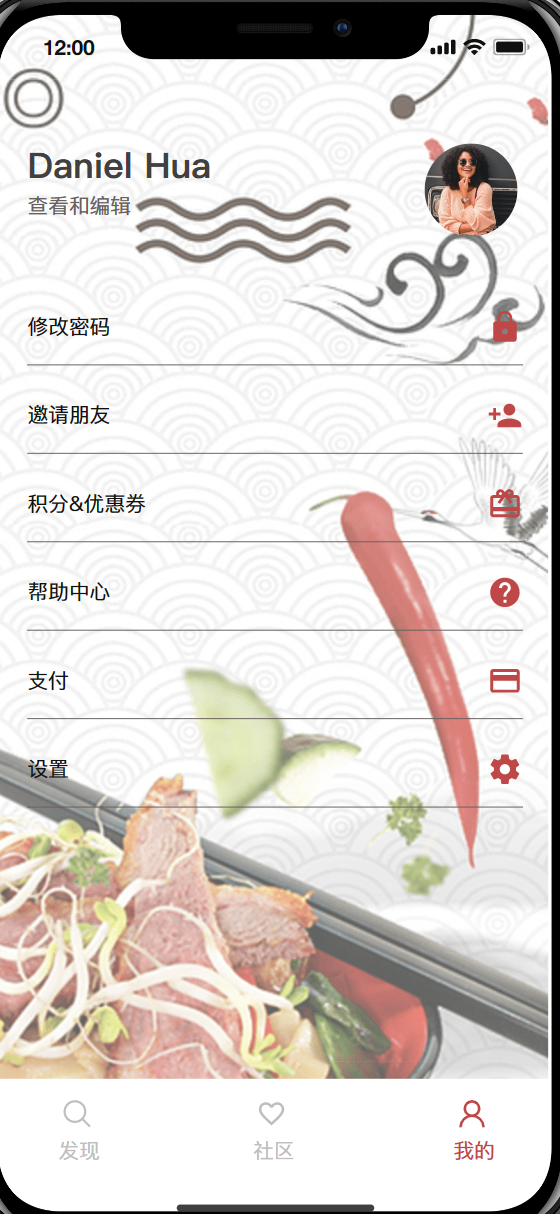 12:00
Daniel Hua
查看和编辑
修改密码
邀请朋友
积分&优惠券
帮助中心
支付
设置
发现
社区
我的